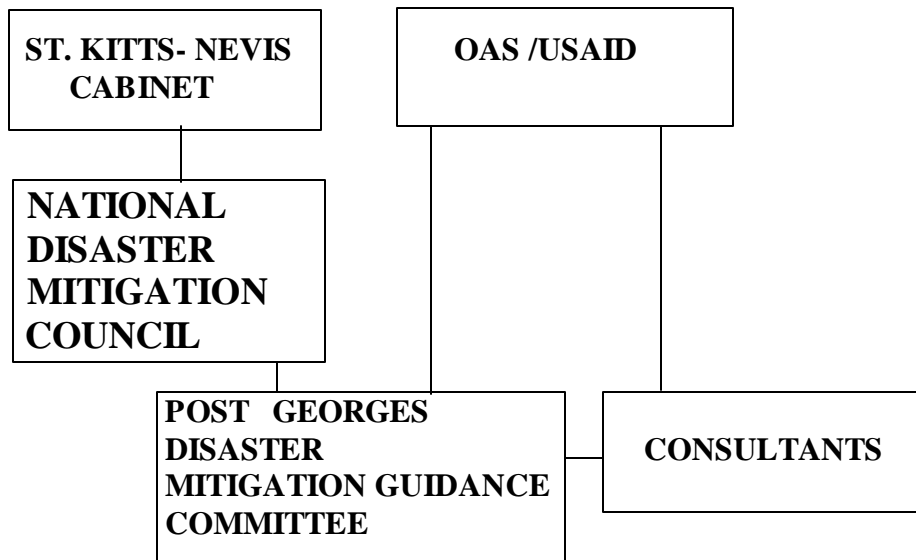 ST. KITTS- NEVIS
CABINET
OAS /USAID
NATIONAL
DISASTER
MITIGATION
COUNCIL
POST GEORGES
DISASTER
MITIGATION GUIDANCE
COMMITTEE
CONSULTANTS